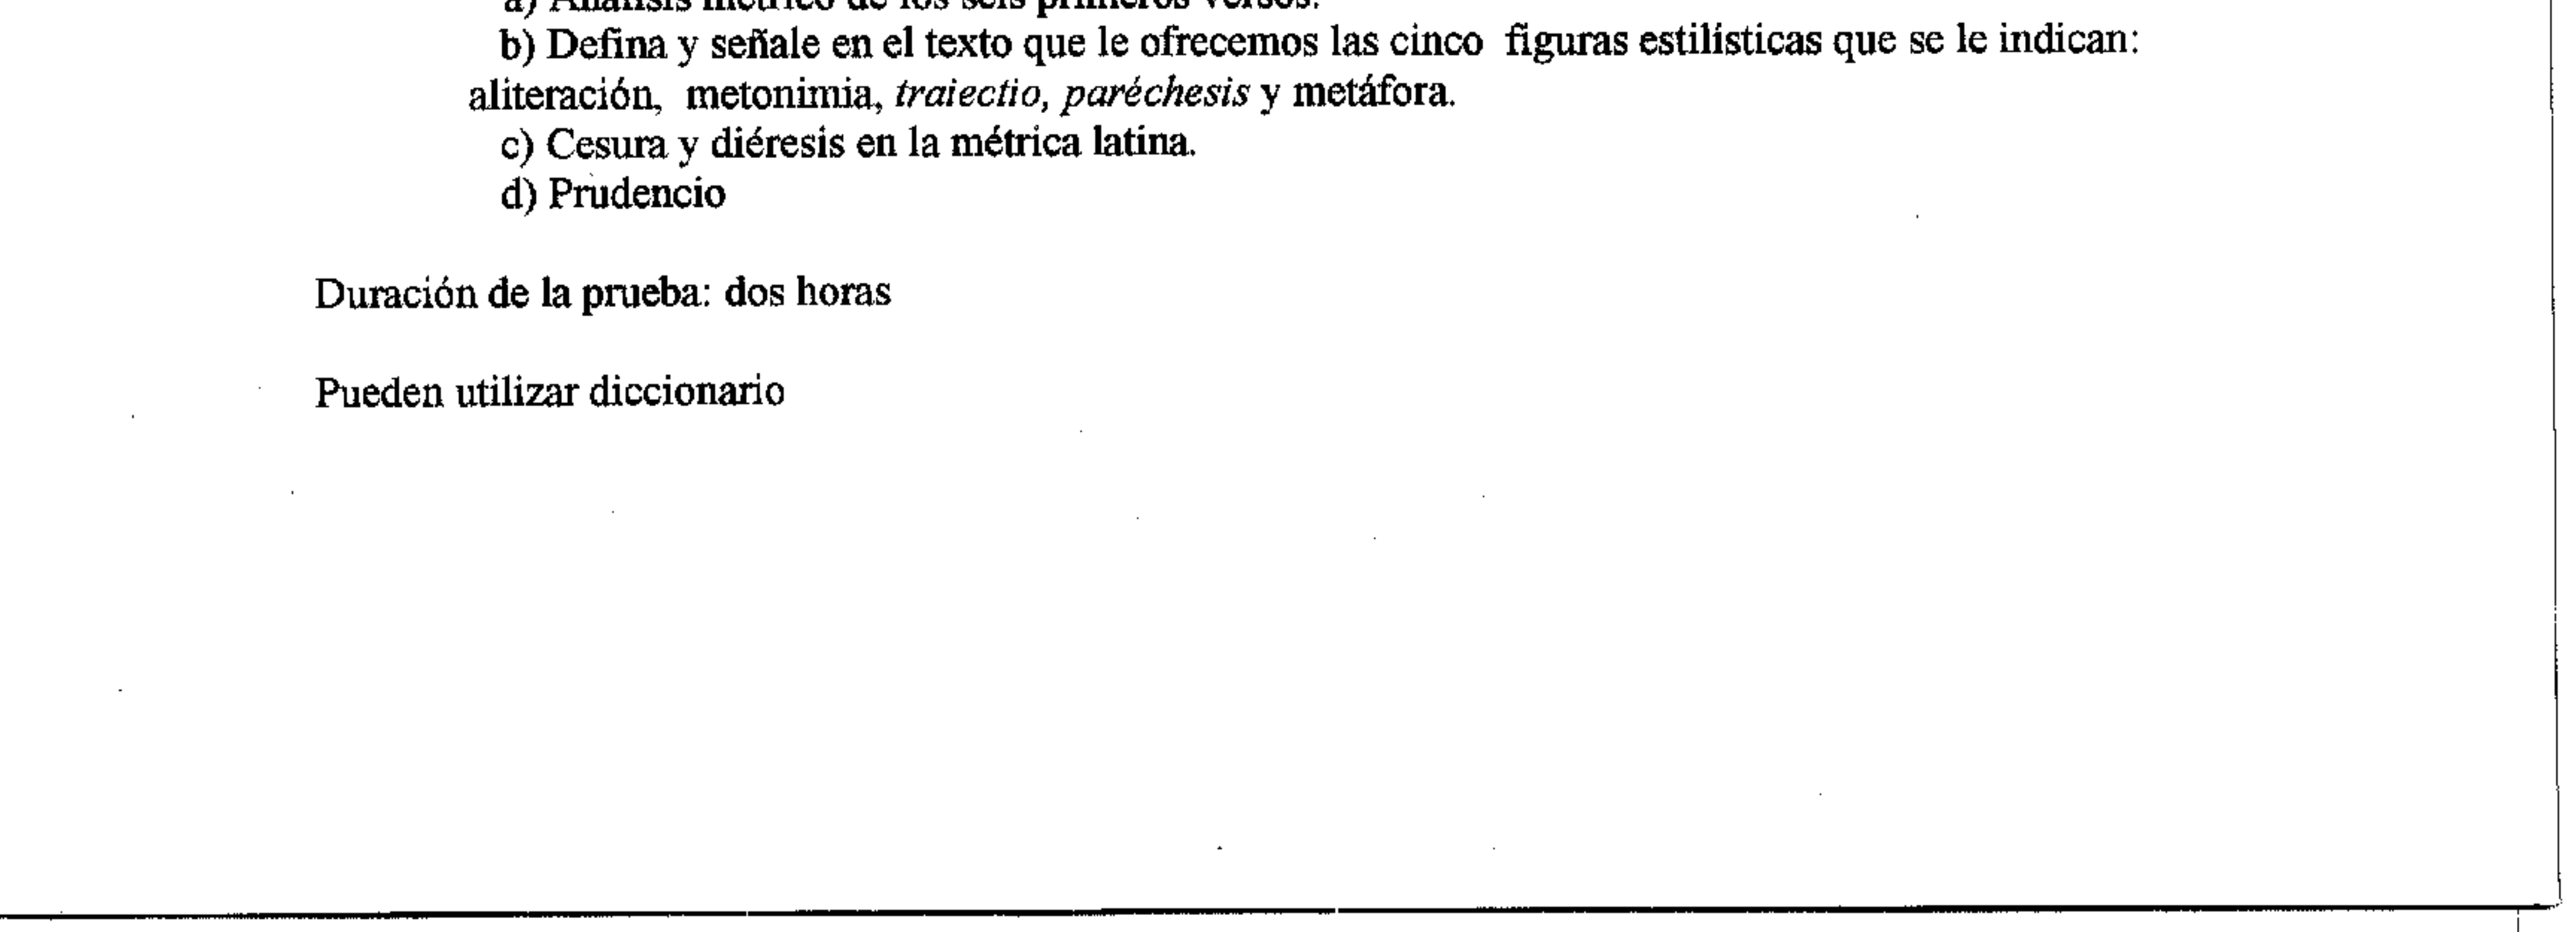 a) Análisis métrico de los seis primeros versos.
b) Defina y señale en el texto que le ofrecemos las cinco figuras estilísticas que se le indican:
aliteración, metonimia, traiectio, paréchesis y metáfora.
c) Cesura y diéresis en la métrica latina.
d) Prudencio
Duración de la prueba: dos horas
Pueden utilizar diccionario